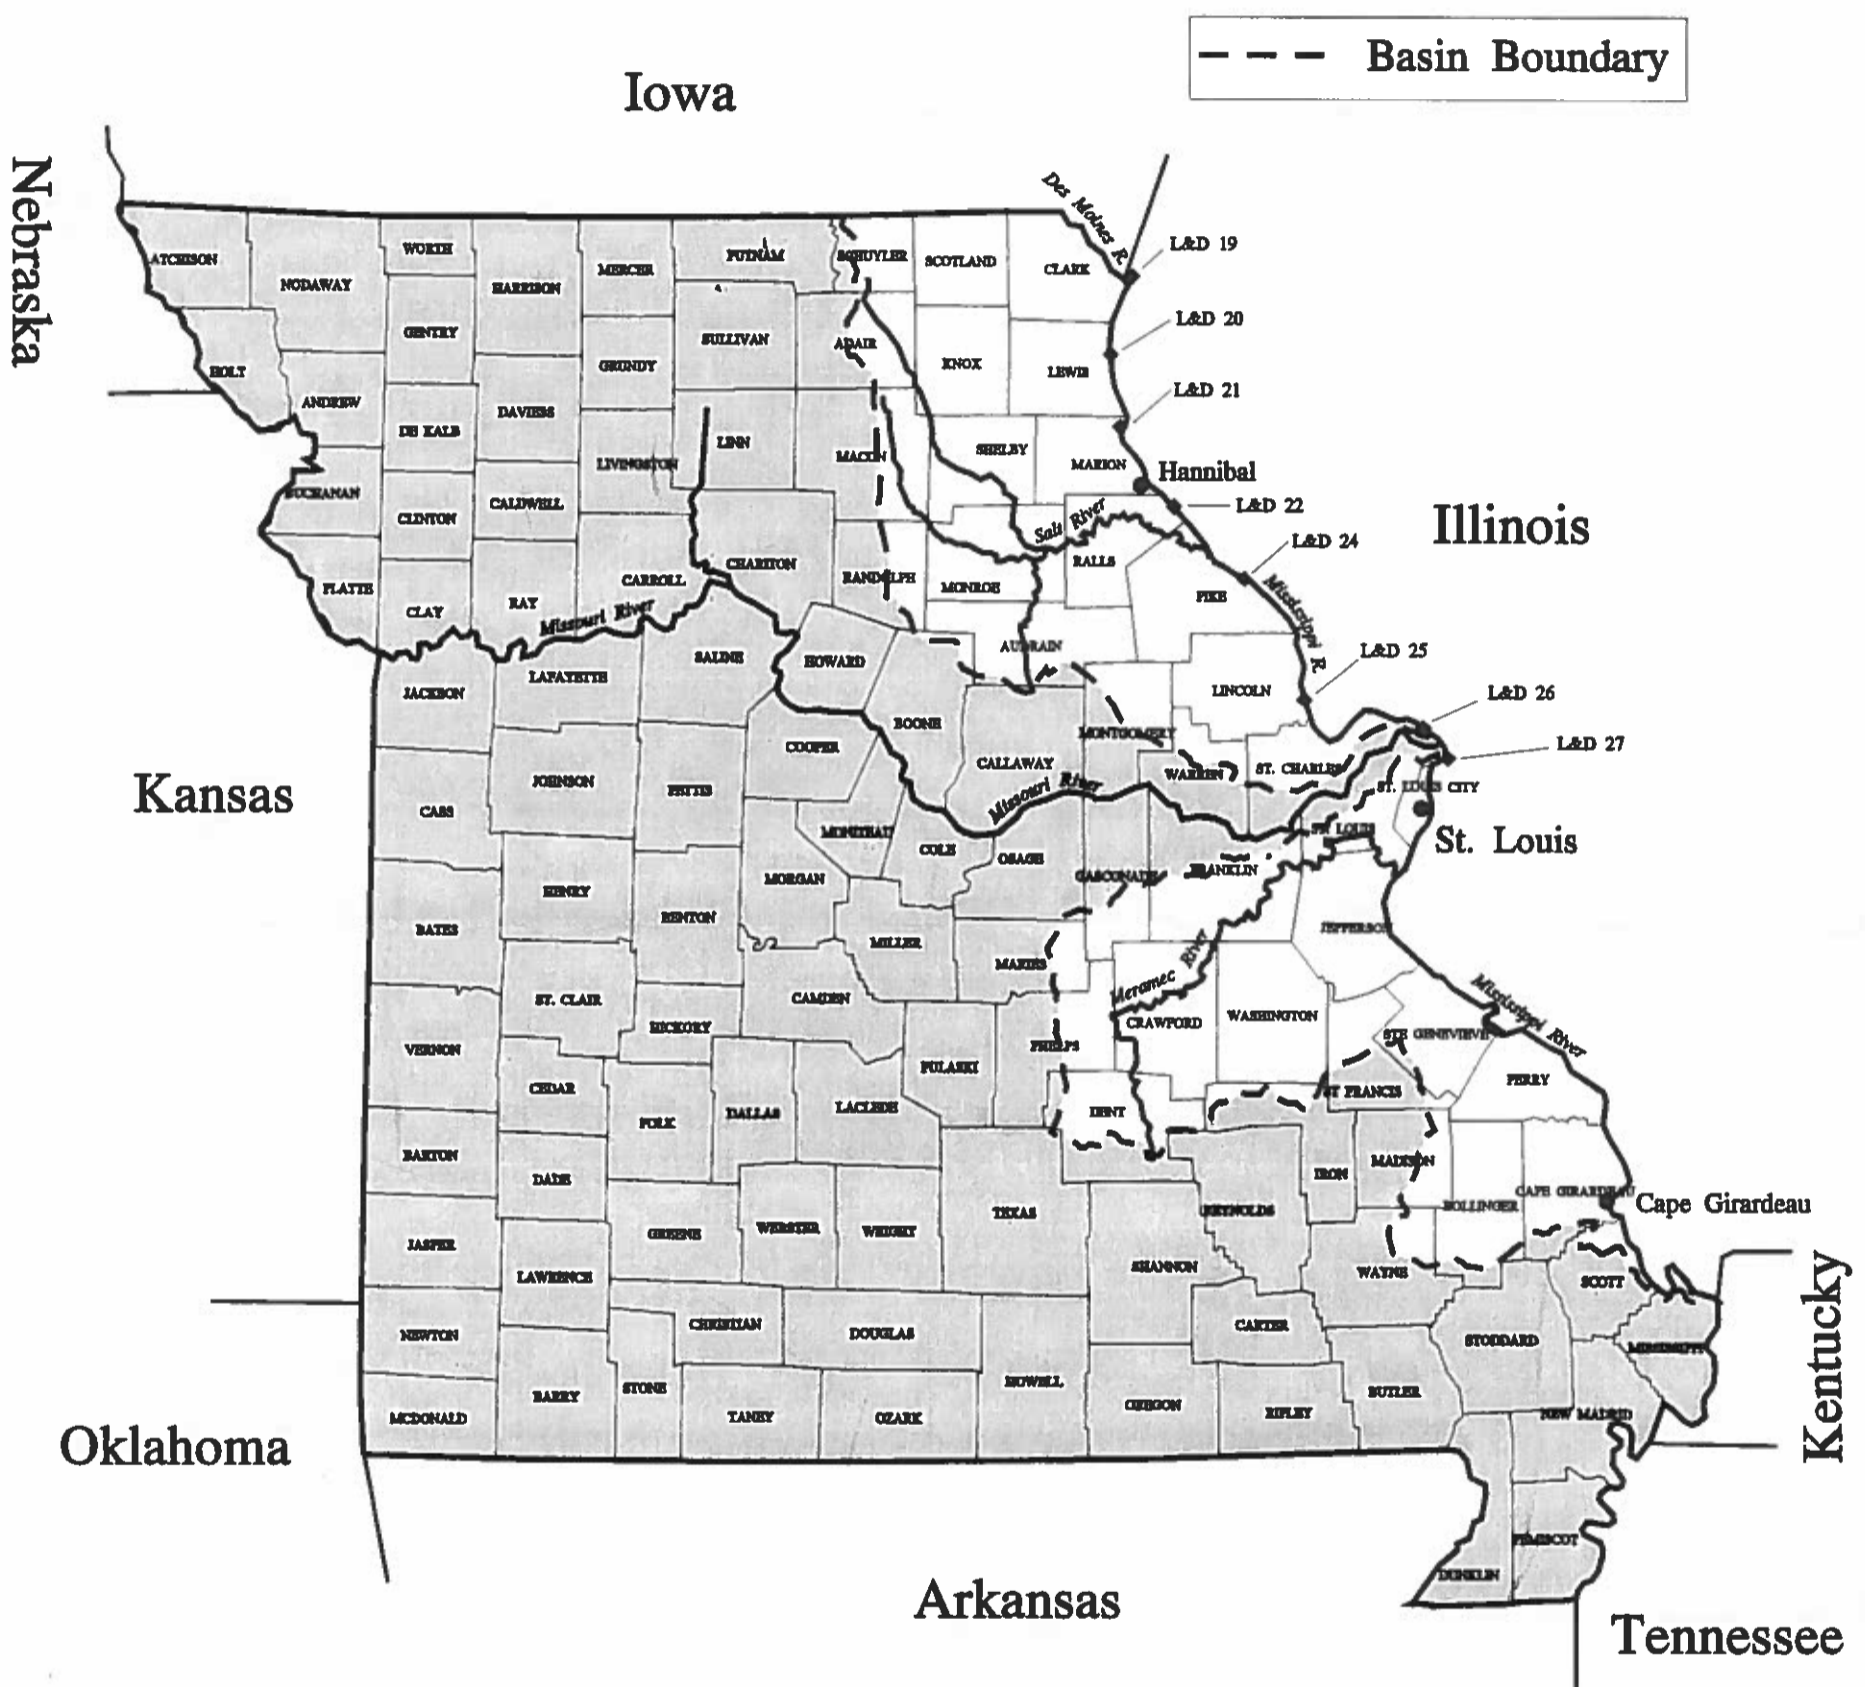 Basin Boundary
Iowa
Nebraska
Des Moines R.
L&D 19
ATCHISON
NODAWAY
WORTH
HARRISON
MERCER
PUTNAM
SCHUYLER
SCOTLAND
CLARK
L&D 20
GENTRY
SULLIVAN
ADAIR
HOLT
GRUNDY
KNOX
LEWIS
L&D 21
ANDREW
DE KALB
DAVIESS
LINN
MACON
SHELBY
MARION
Hannibal
LIVINGSTON
BUCHANAN
CLINTON
CALDWELL
L&D 22
Illinois
Salt River
L&D 24
PLATTE
CLAY
RAY
CARROLL
CHARITON
RANDOLPH
MONROE
RALLS
PIKE
Mississippi R.
Missouri River
AUDRAIN
L&D 25
JACKSON
LAFAYETTE
SALINE
HOWARD
LINCOLN
L&D 26
BOONE
MONTGOMERY
L&D 27
Kansas
JOHNSON
COOPER
CALLAWAY
WARREN
ST. CHARLES
CASS
PETTIS
Missouri River
ST. LOUIS CITY
MONITEAU
COLE
OSAGE
ST. LOUIS
St. Louis
HENRY
MORGAN
GASCONADE
FRANKLIN
BATES
BENTON
MILLER
JEFFERSON
MARIES
Meramec River
ST. CLAIR
CAMDEN
HICKORY
CRAWFORD
WASHINGTON
Mississippi River
VERNON
PHELPS
STE GENEVIEVE
CEDAR
PULASKI
PERRY
POLK
DALLAS
LACLEDE
DENT
ST FRANCIS
BARTON
DADE
IRON
MADISON
JASPER
GREENE
WEBSTER
WRIGHT
TEXAS
REYNOLDS
BOLLINGER
CAPE GIRARDEAU
Cape Girardeau
LAWRENCE
SHANNON
WAYNE
SCOTT
NEWTON
CHRISTIAN
DOUGLAS
CARTER
STODDARD
MISSISSIPPI
Kentucky
MCDONALD
BARRY
STONE
TANEY
OZARK
HOWELL
OREGON
RIPLEY
BUTLER
NEW MADRID
Oklahoma
PEMISCOT
DUNKLIN
Arkansas
Tennessee